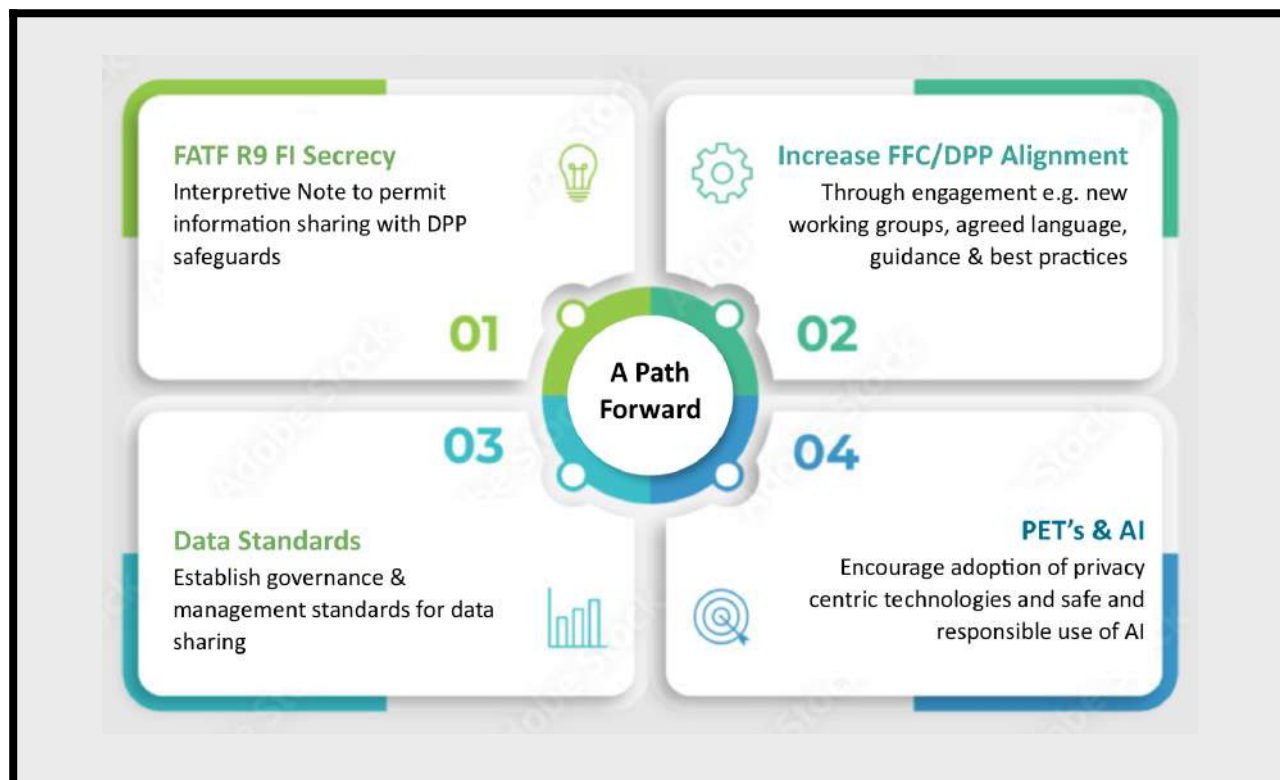 FATF R9 FI Secrecy
Interpretive Note to permit
information sharing with DPP
safeguards
01
Increase FFC/DPP Alignment
Through engagement e.g. new
working groups, agreed language,
guidance & best practices
02
A Path
Forward
03
Data Standards
Establish governance &
management standards for data
sharing
04
PET's & AI
Encourage adoption of privacy
centric technologies and safe and
responsible use of AI
Adobe Stock